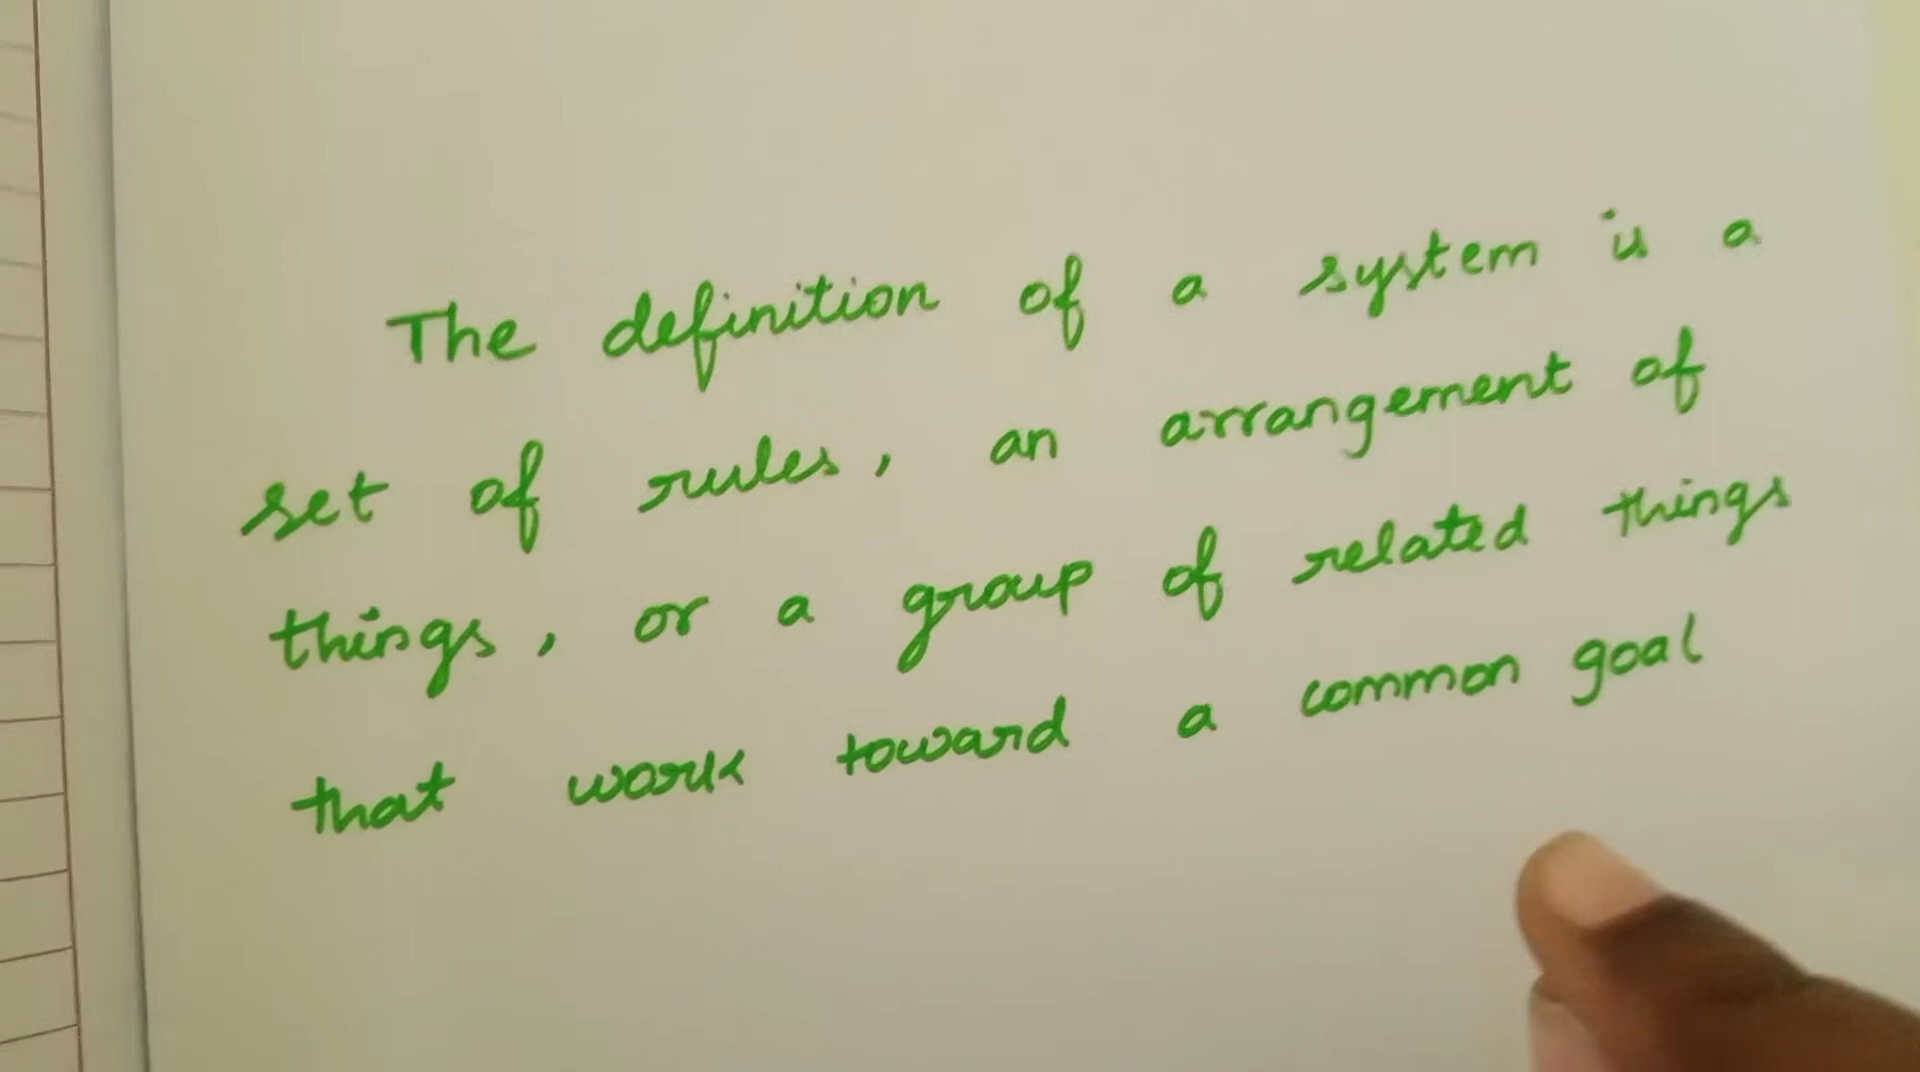 The definition of a system is a
set of rules, an arrangement of
things, or a group of related things
that work toward a common goal